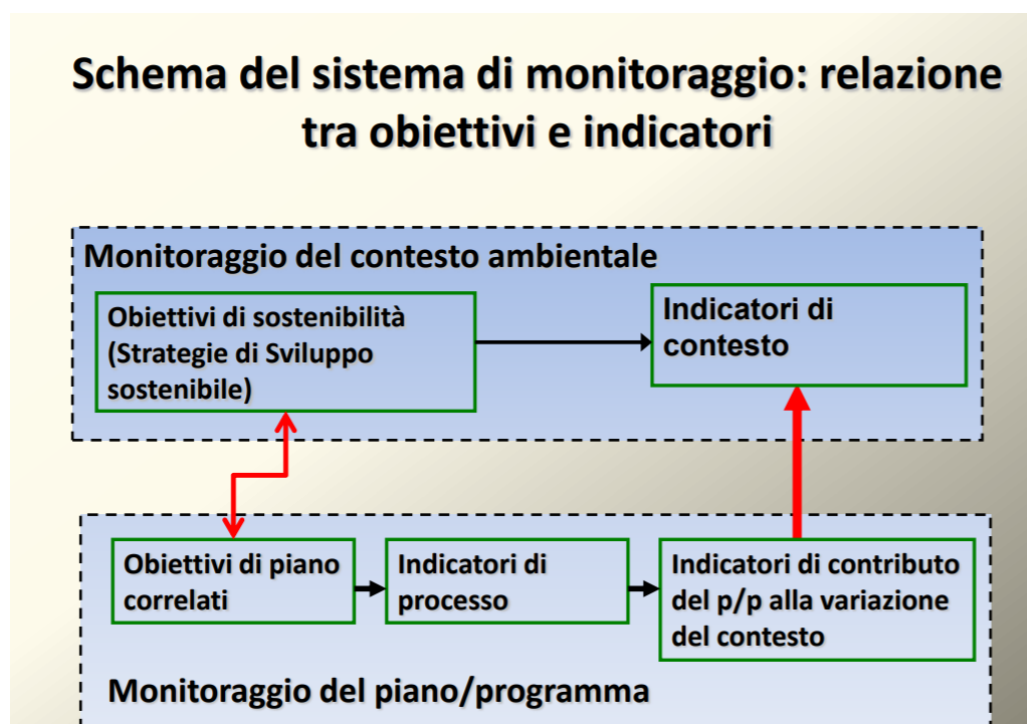 Schema del sistema di monitoraggio: relazione
tra obiettivi e indicatori
Monitoraggio del contesto ambientale
Obiettivi di sostenibilità
(Strategie di Sviluppo
sostenibile)
Indicatori di
contesto
Obiettivi di piano
correlati
Indicatori di
processo
Indicatori di contributo
del p/p alla variazione
del contesto
Monitoraggio del piano/programma